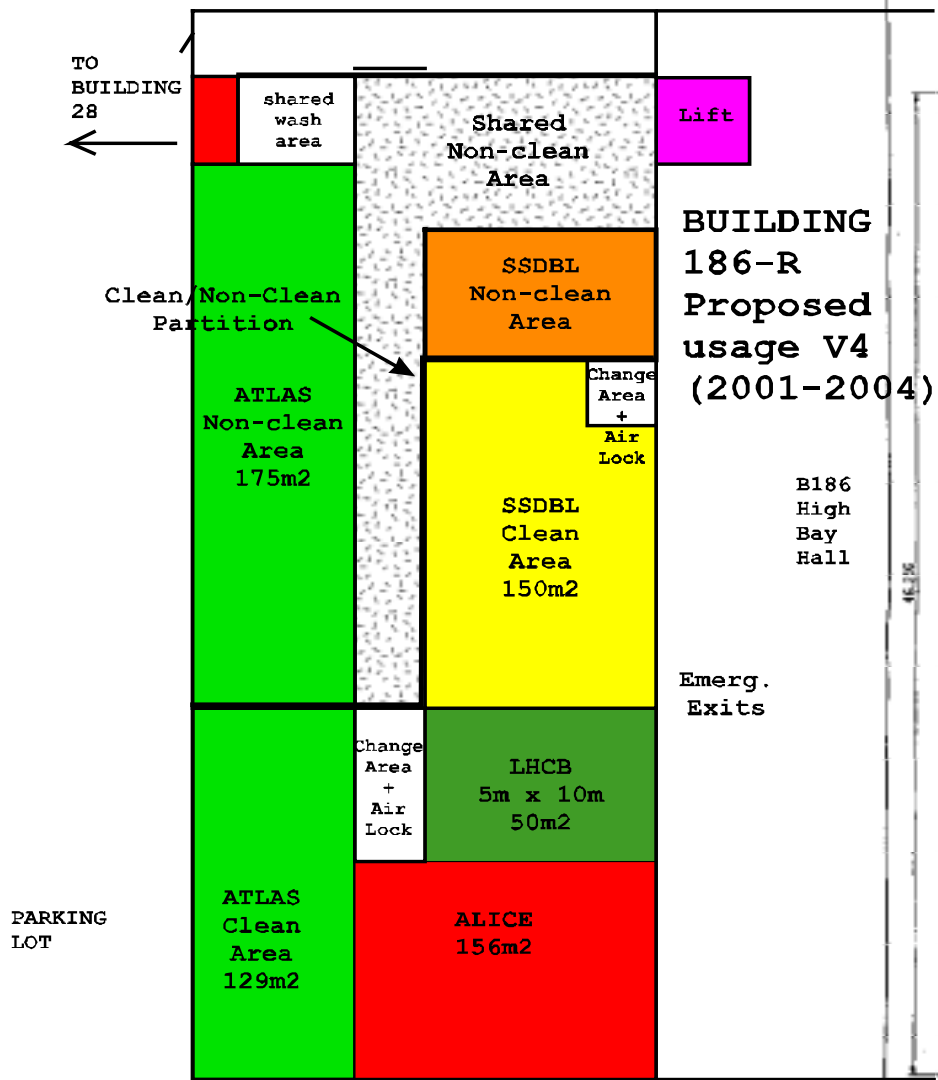 TO
BUILDING
28
shared
wash
area
Shared
Non-clean
Area
Lift
BUILDING
186-R
Proposed
usage V4
(2001-2004)
SSDBL
Non-clean
Area
Clean/Non-Clean
Partition
Change
Area
+
Air
Lock
ATLAS
Non-clean
Area
175m2
SSDBL
Clean
Area
150m2
B186
High
Bay
Hall
Emerg.
Exits
Change
Area
+
Air
Lock
LHCB
5m x 10m
50m2
PARKING
LOT
ATLAS
Clean
Area
129m2
ALICE
156m2